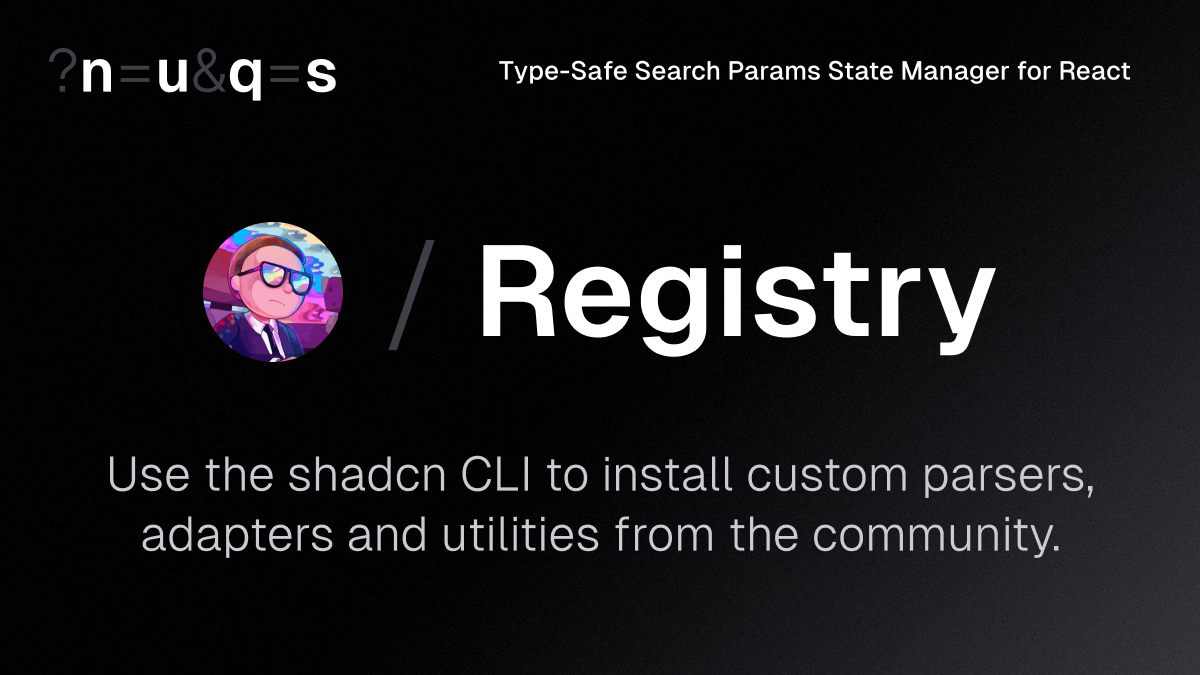 ?n=u&q=s
Type-Safe Search Params State Manager for React
/ Registry
Use the shadcn CLI to install custom parsers,
adapters and utilities from the community.